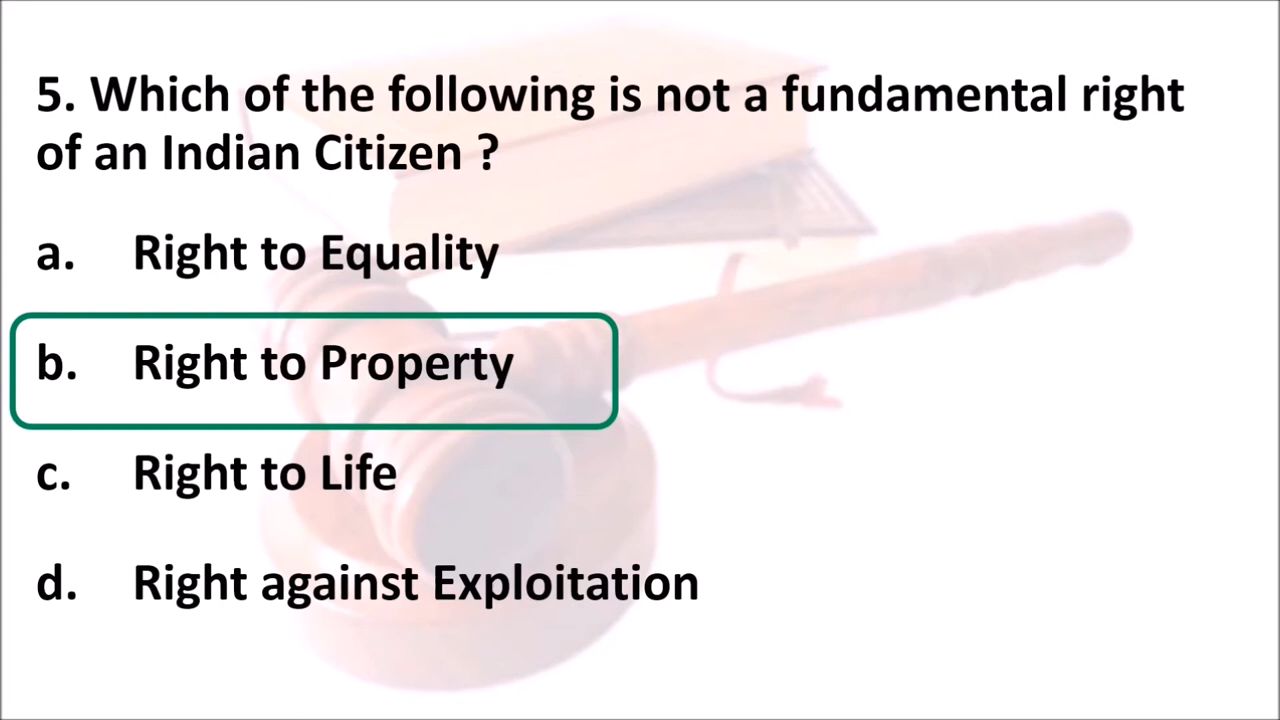 5. Which of the following is not a fundamental right
of an Indian Citizen ?
a. Right to Equality
b. Right to Property
c. Right to Life
d. Right against Exploitation